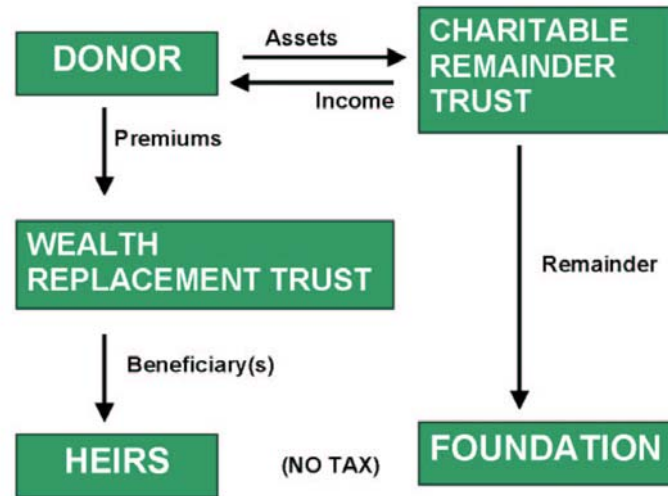 DONOR
Assets
Income
CHARITABLE
REMAINDER
TRUST
Premiums
WEALTH
REPLACEMENT TRUST
Remainder
Beneficiary(s)
HEIRS
(NO TAX)
FOUNDATION